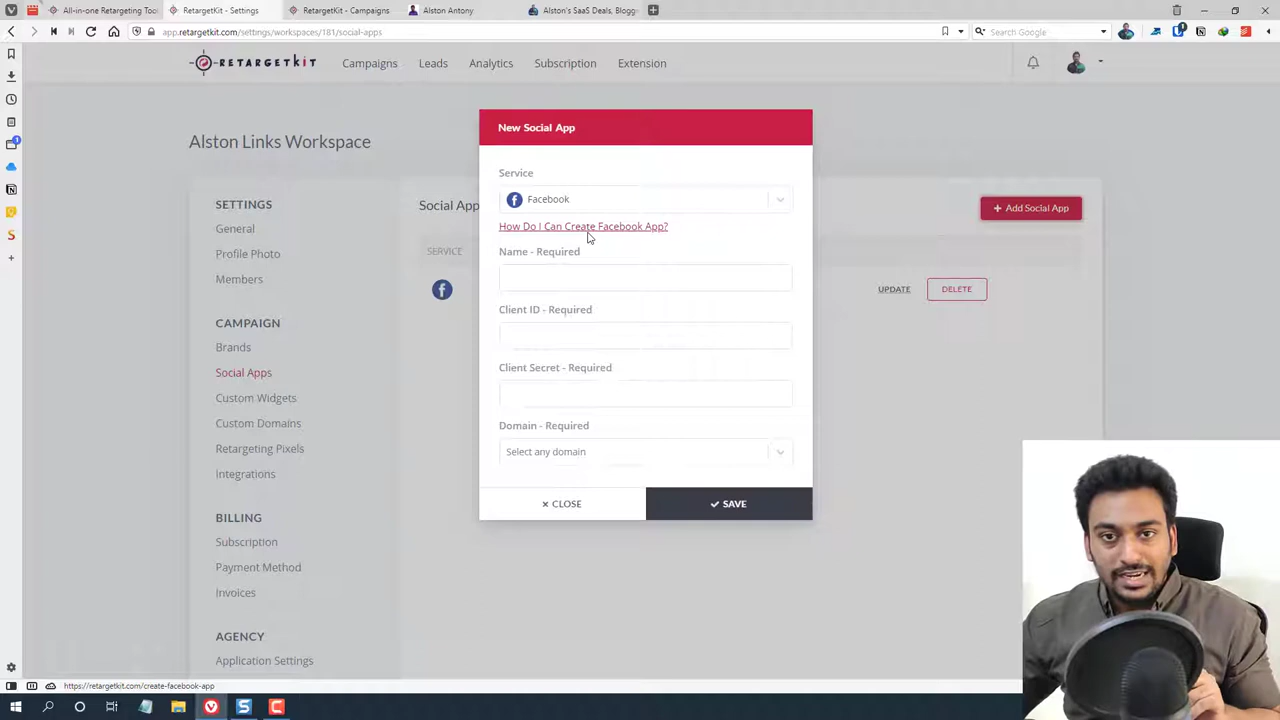 All-in-one Retargeting Too
RetargetKit - Settings
RetargetKit - Campaigns
Alston Antony
Alston's SaaS Deals, Blogg
app.retargetkit.com/settings/workspaces/181/social-apps
Search Google
RETARGETKIT
Campaigns
Leads
Analytics
Subscription
Extension
Alston Links Workspace
SETTINGS
General
Profile Photo
Members
CAMPAIGN
Brands
Social Apps
Custom Widgets
Custom Domains
Retargeting Pixels
Integrations
BILLING
Subscription
Payment Method
Invoices
AGENCY
Application Settings
Social App
+ Add Social App
SERVICE
UPDATE
DELETE
New Social App
Service
Facebook
How Do I Can Create Facebook App?
Name - Required
Client ID - Required
Client Secret - Required
Domain - Required
Select any domain
× CLOSE
✓ SAVE
https://retargetkit.com/create-facebook-app